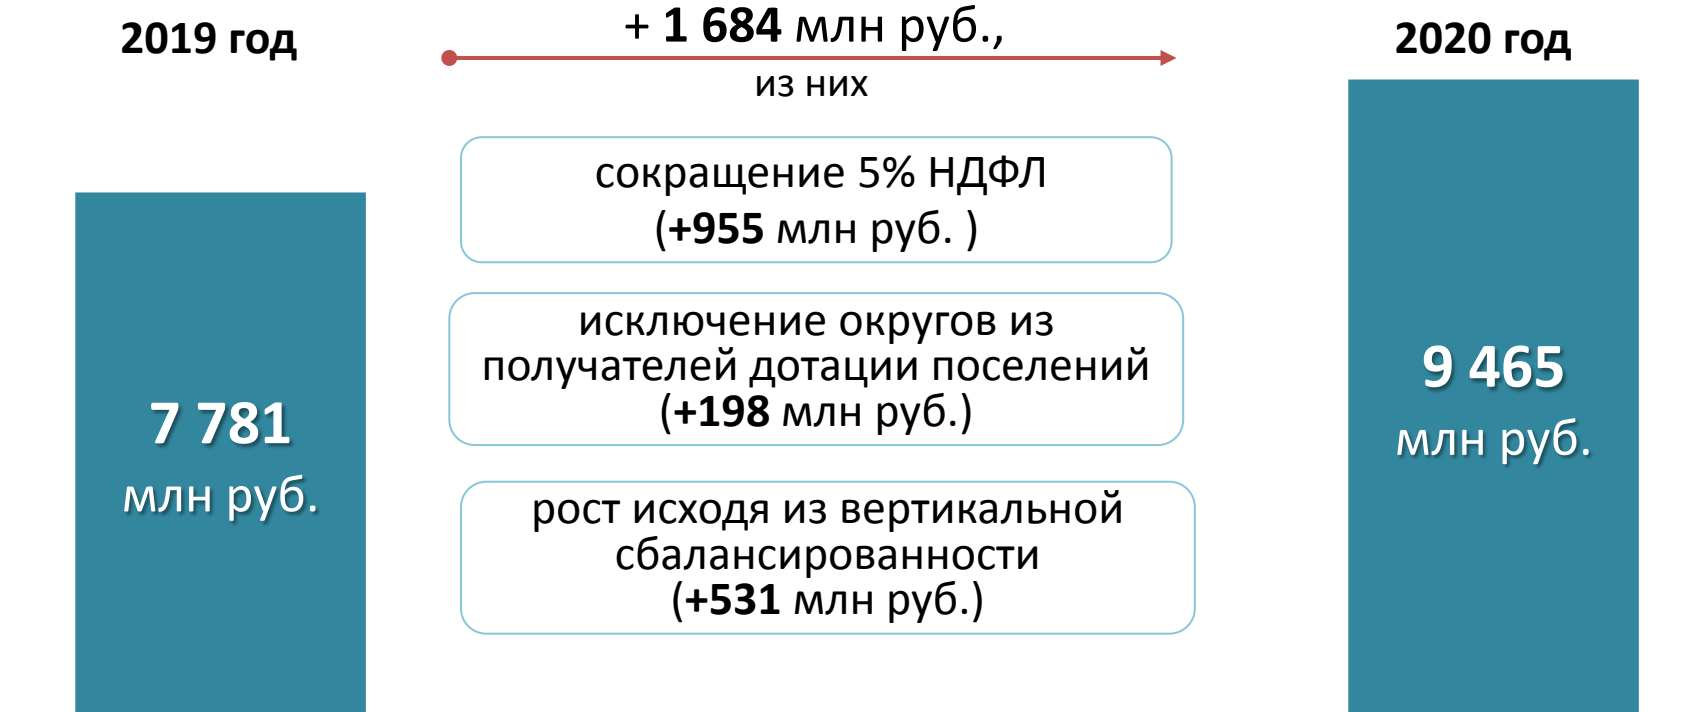 2019 год
+ 1 684 млн руб.,
из них
2020 год
сокращение 5% НДФЛ
(+955 млн руб. )
исключение округов из
получателей дотации поселений
(+198 млн руб.)
рост исходя из вертикальной
сбалансированности
(+531 млн руб.)
7 781
млн руб.
9 465
млн руб.